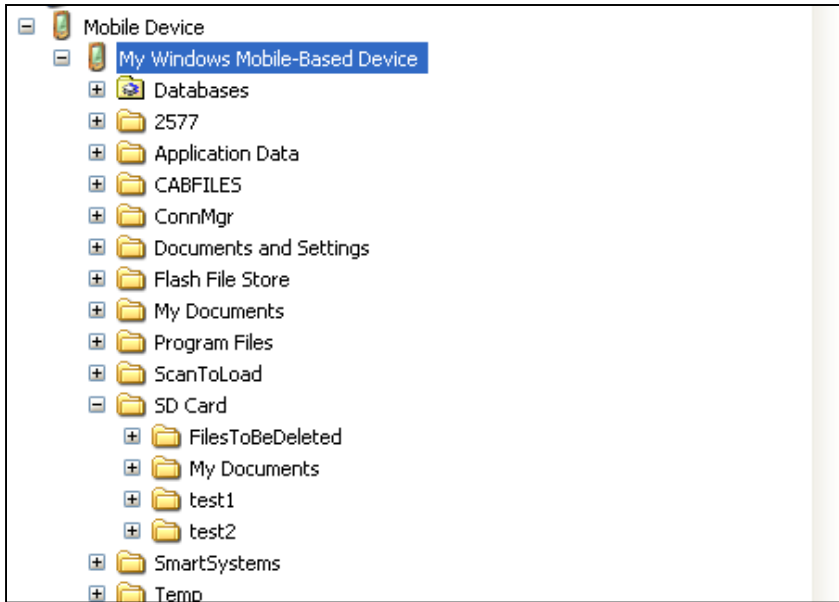 Mobile Device
My Windows Mobile-Based Device
Databases
2577
Application Data
CABFILES
ConnMgr
Documents and Settings
Flash File Store
My Documents
Program Files
ScanToLoad
SD Card
FilesToBeDeleted
My Documents
test1
test2
SmartSystems
Temp